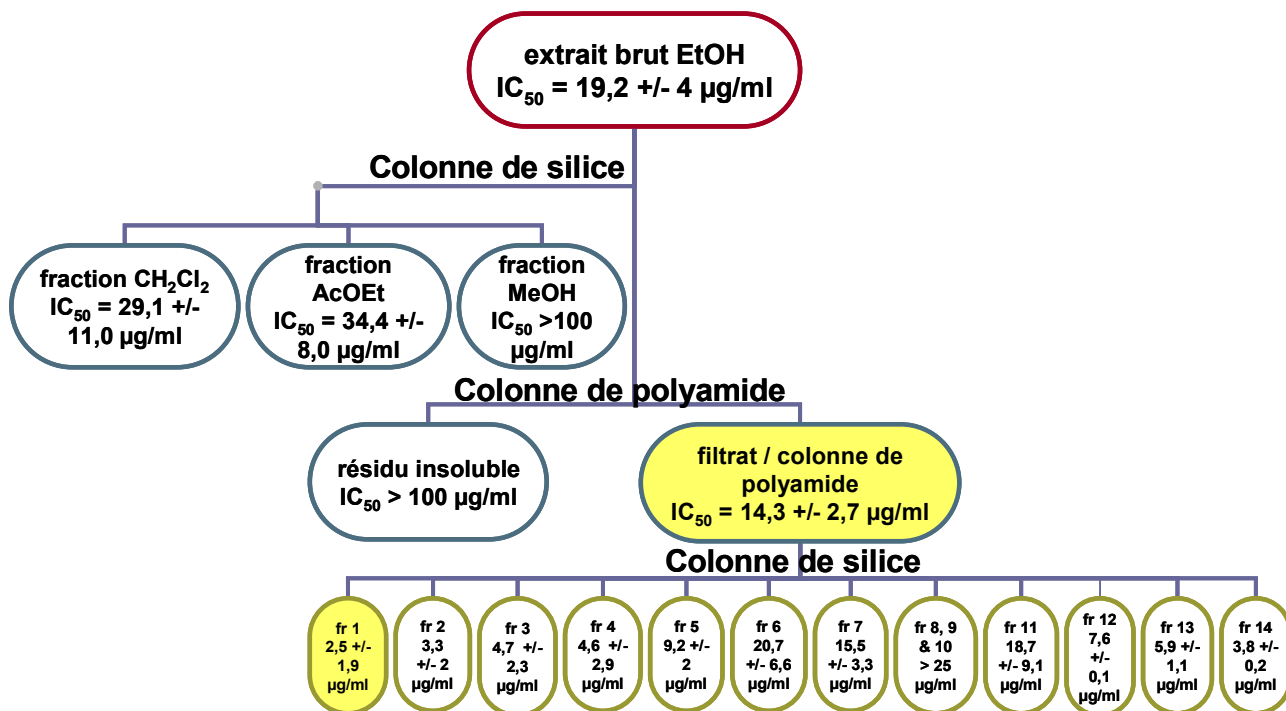 extrait brut EtOH
IC50 = 19,2 +/- 4 µg/ml
Colonne de silice
fraction CH2Cl2
IC50 = 29,1 +/-
11,0 µg/ml
fraction
AcOEt
IC50 = 34,4 +/-
8,0 µg/ml
fraction
MeOH
IC50 >100
µg/ml
Colonne de polyamide
résidu insoluble
IC50 > 100 µg/ml
filtrat / colonne de
polyamide
IC50 = 14,3 +/- 2,7 µg/ml
Colonne de silice
fr 1
2,5 +/-
1,9
µg/ml
fr 2
3,3
+/- 2
µg/ml
fr 3
4,7 +/-
2,3
µg/ml
fr 4
4,6 +/-
2,9
µg/ml
fr 5
9,2 +/-
2
µg/ml
fr 6
20,7
+/- 6,6
µg/ml
fr 7
15,5
+/- 3,3
µg/ml
fr 8, 9
& 10
> 25
µg/ml
fr 11
18,7
+/- 9,1
µg/ml
fr 12
7,6
+/-
0,1
µg/ml
fr 13
5,9 +/-
1,1
µg/ml
fr 14
3,8 +/-
0,2
µg/ml